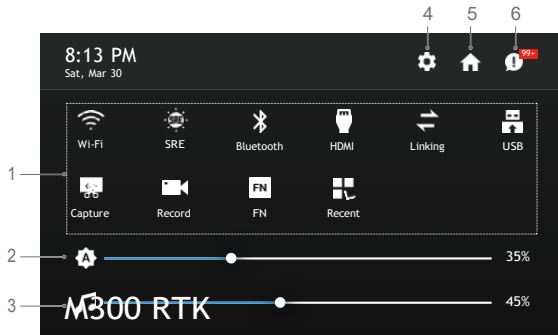 4 5 6
8:13 PM
Sat, Mar 30
99+
1
Wi-Fi SRE Bluetooth HDMI Linking USB
SRE
FN
Capture Record FN Recent
2 A 35%
3 M300 RTK 45%